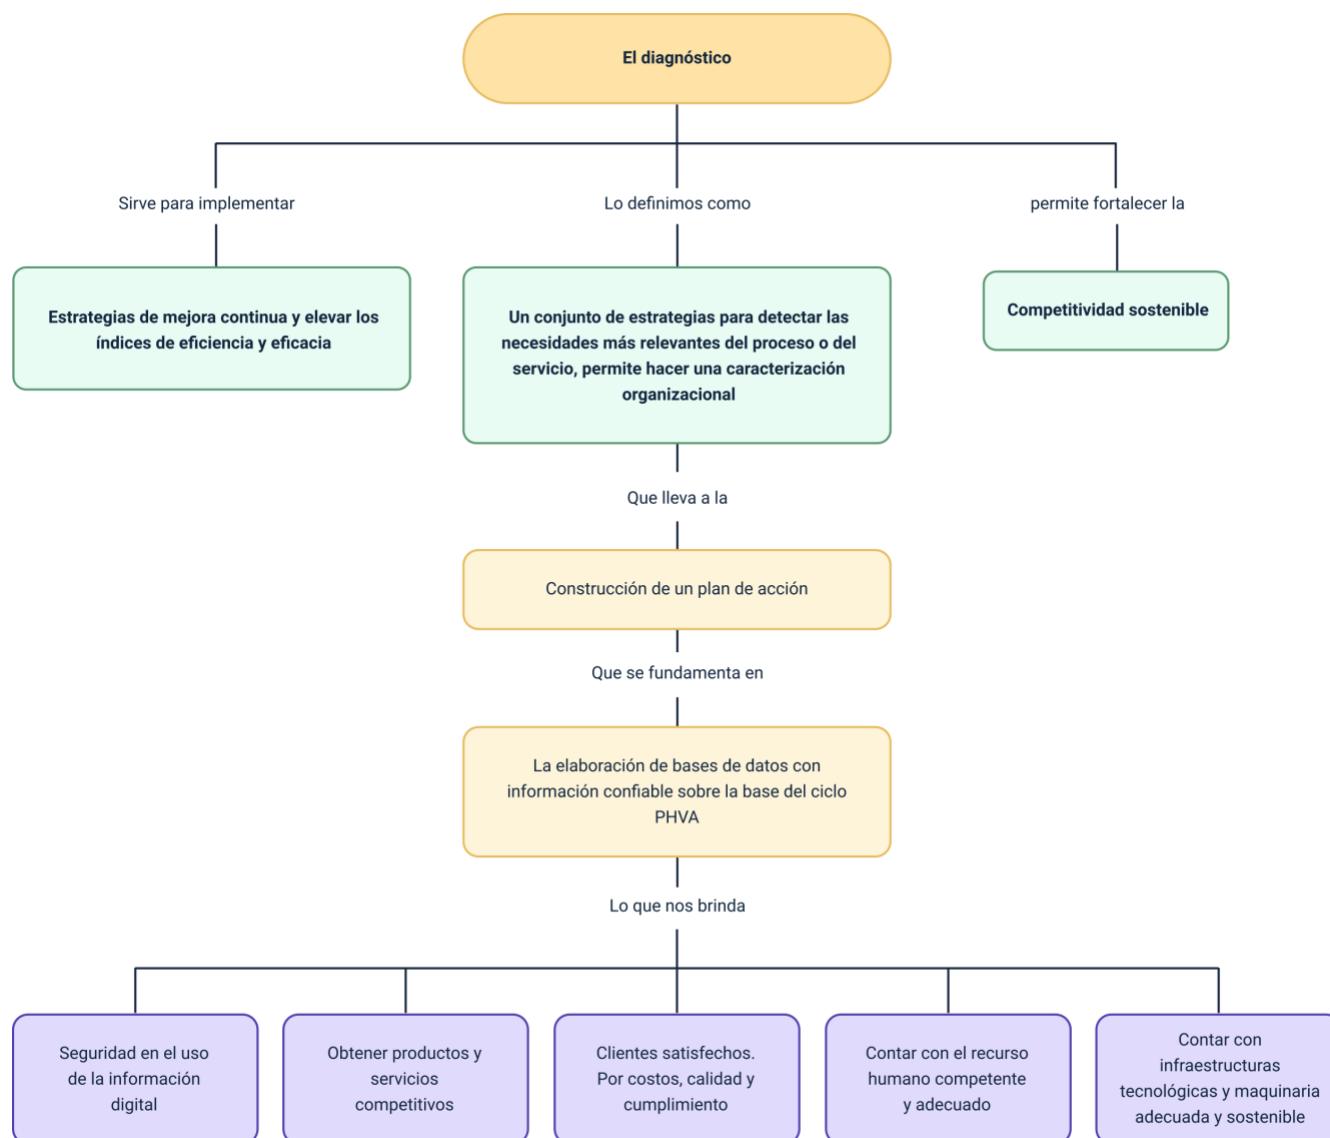 El diagnóstico
Sirve para implementar
Lo definimos como
permite fortalecer la
Estrategias de mejora continua y elevar los
índices de eficiencia y eficacia
Un conjunto de estrategias para detectar las
necesidades más relevantes del proceso o del
servicio, permite hacer una caracterización
organizacional
Competitividad sostenible
Que lleva a la
Construcción de un plan de acción
Que se fundamenta en
La elaboración de bases de datos con
información confiable sobre la base del ciclo
PHVA
Lo que nos brinda
Seguridad en el uso
de la información
digital
Obtener productos y
servicios
competitivos
Clientes satisfechos.
Por costos, calidad y
cumplimiento
Contar con el recurso
humano competente
y adecuado
Contar con
infraestructuras
tecnológicas y maquinaria
adecuada y sostenible